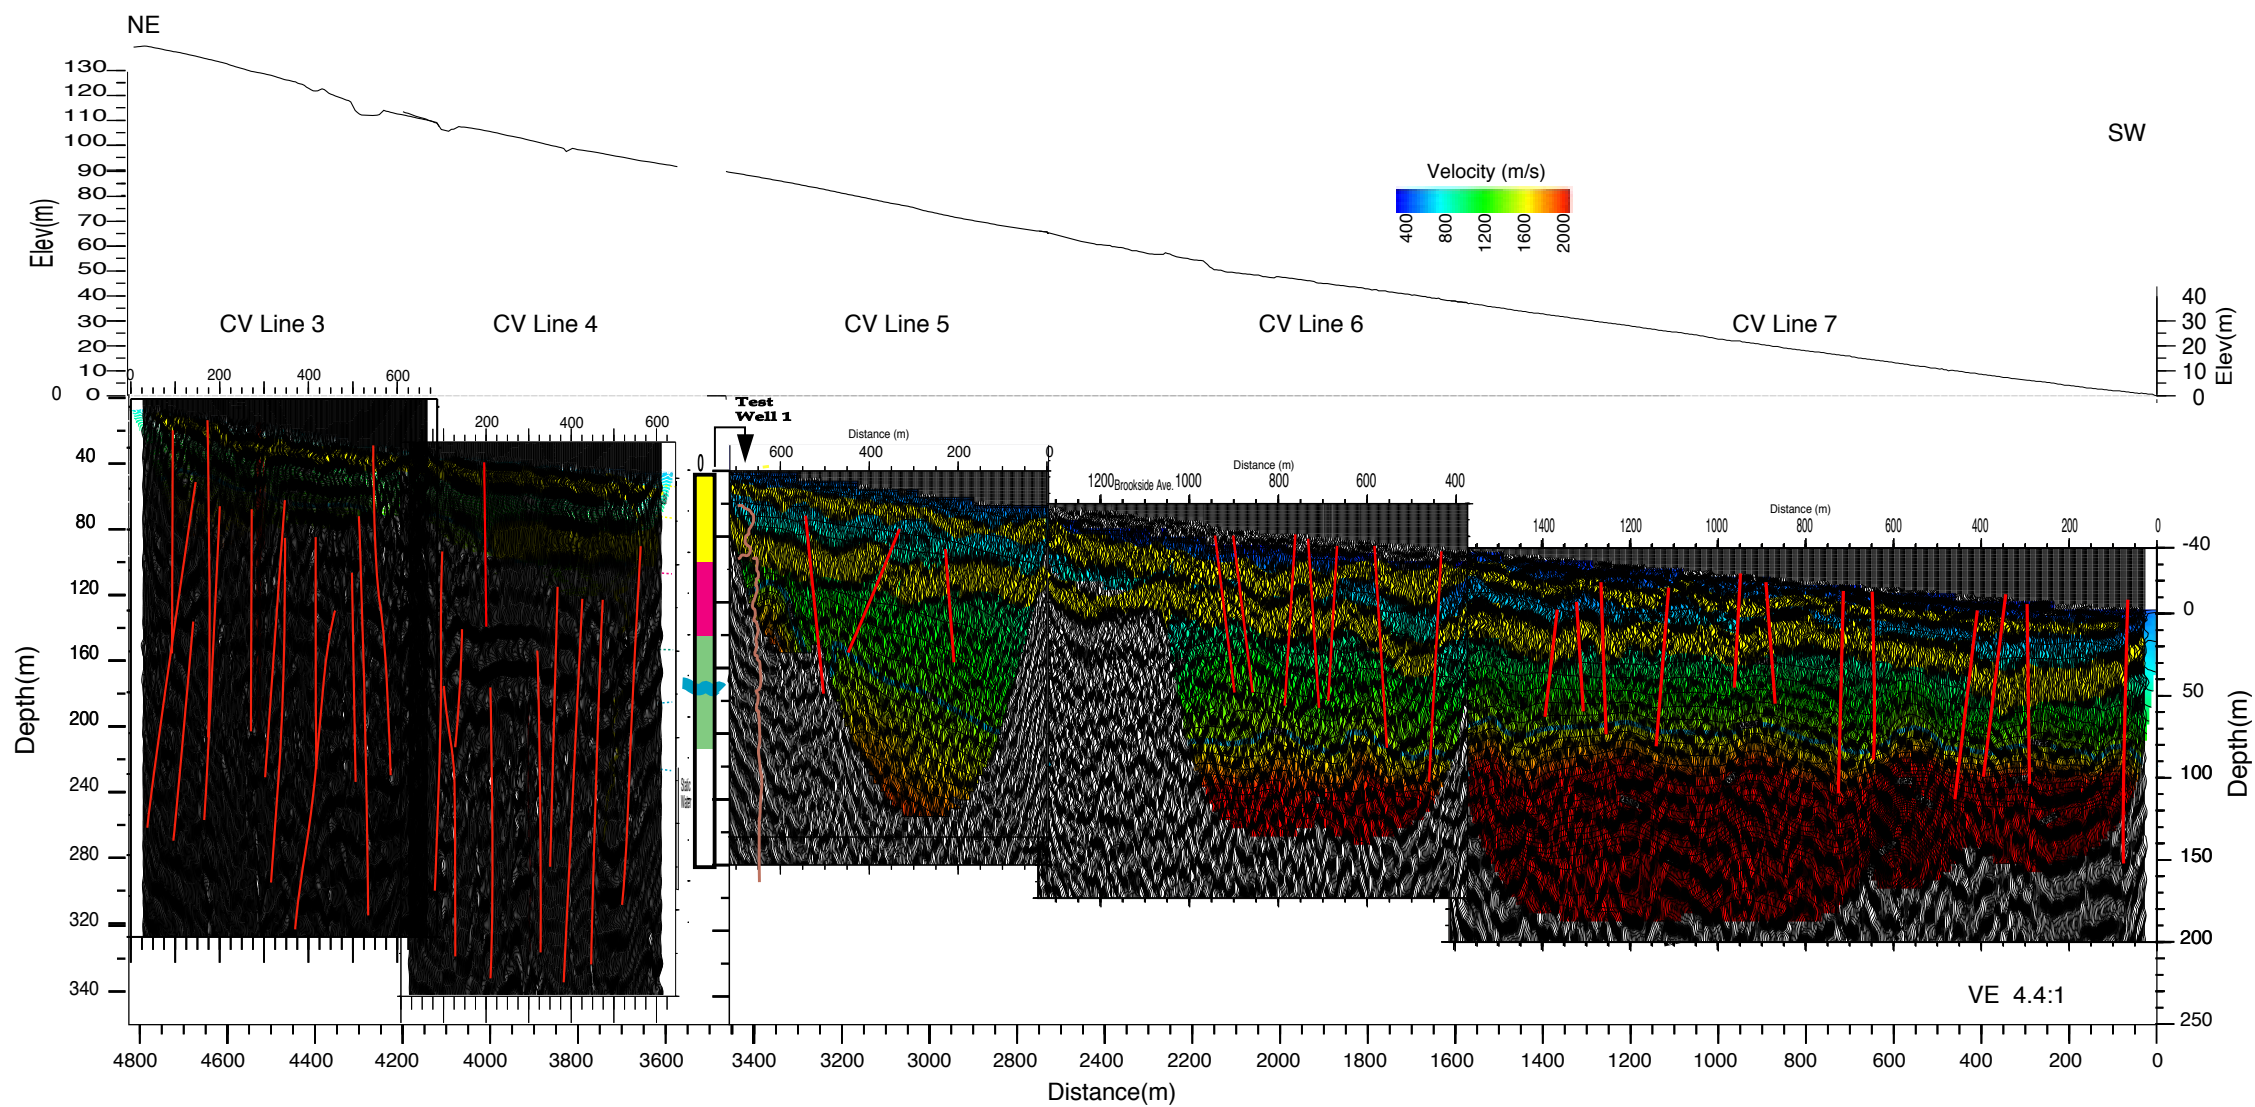 NE
SW
130
120
110
100
90
80
70
60
50
40
30
20
10
0
Elev(m)
Velocity (m/s)
400 800 1200 1600 2000
40
30
20
10
0
Elev(m)
CV Line 3
CV Line 4
CV Line 5
CV Line 6
CV Line 7
0 200 400 600
0
200 400 600
Test
Well 1
Distance (m)
600 400 200 0
0
Distance (m)
1200 Brookside Ave. 1000 800 600 400
Distance (m)
1400 1200 1000 800 600 400 200 0
40
80
120
160
200
240
280
320
340
Depth(m)
Static
Water
-40
0
50
100
150
200
250
Depth(m)
VE 4.4:1
4800 4600 4400 4200 4000 3800 3600 3400 3200 3000 2800 2600 2400 2200 2000 1800 1600 1400 1200 1000 800 600 400 200 0
Distance(m)